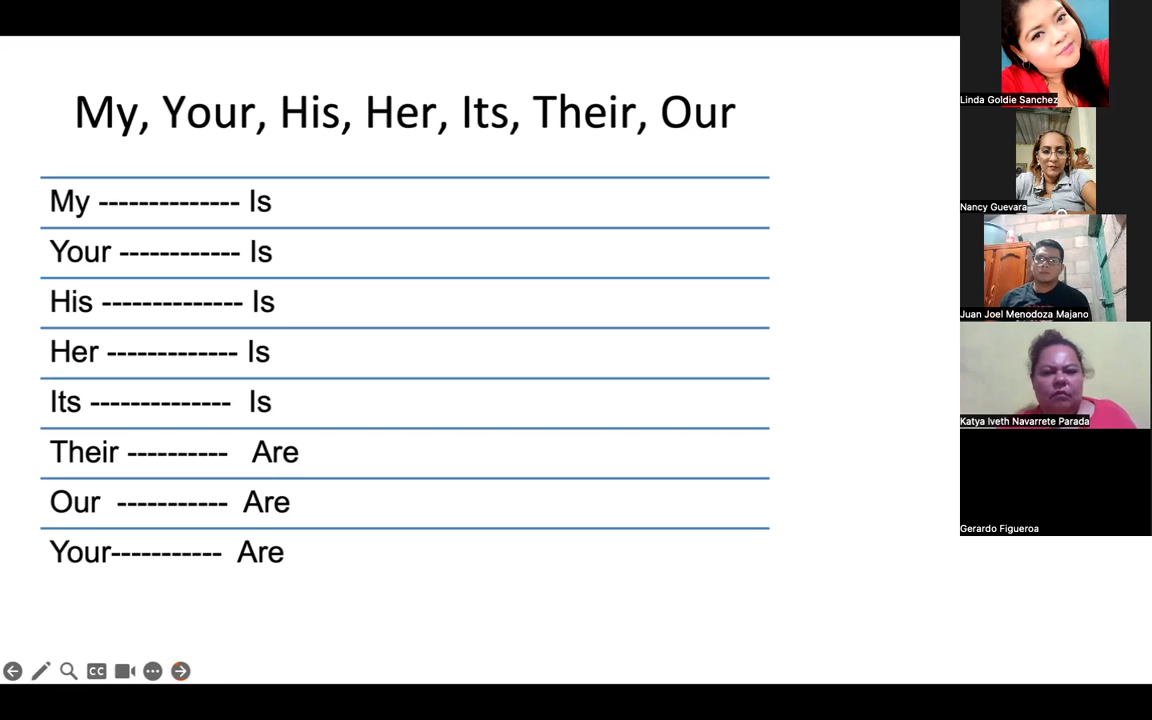 My, Your, His, Her, Its, Their, Our
My -------------- Is
Your ------------ Is
His -------------- Is
Her ------------- Is
Its -------------- Is
Their ---------- Are
Our ----------- Are
Your----------- Are
CC
Linda Goldie Sanchez
Nancy Guevara
Juan Joel Menodoza Majano
Katya Iveth Navarrete Parada
Gerardo Figueroa